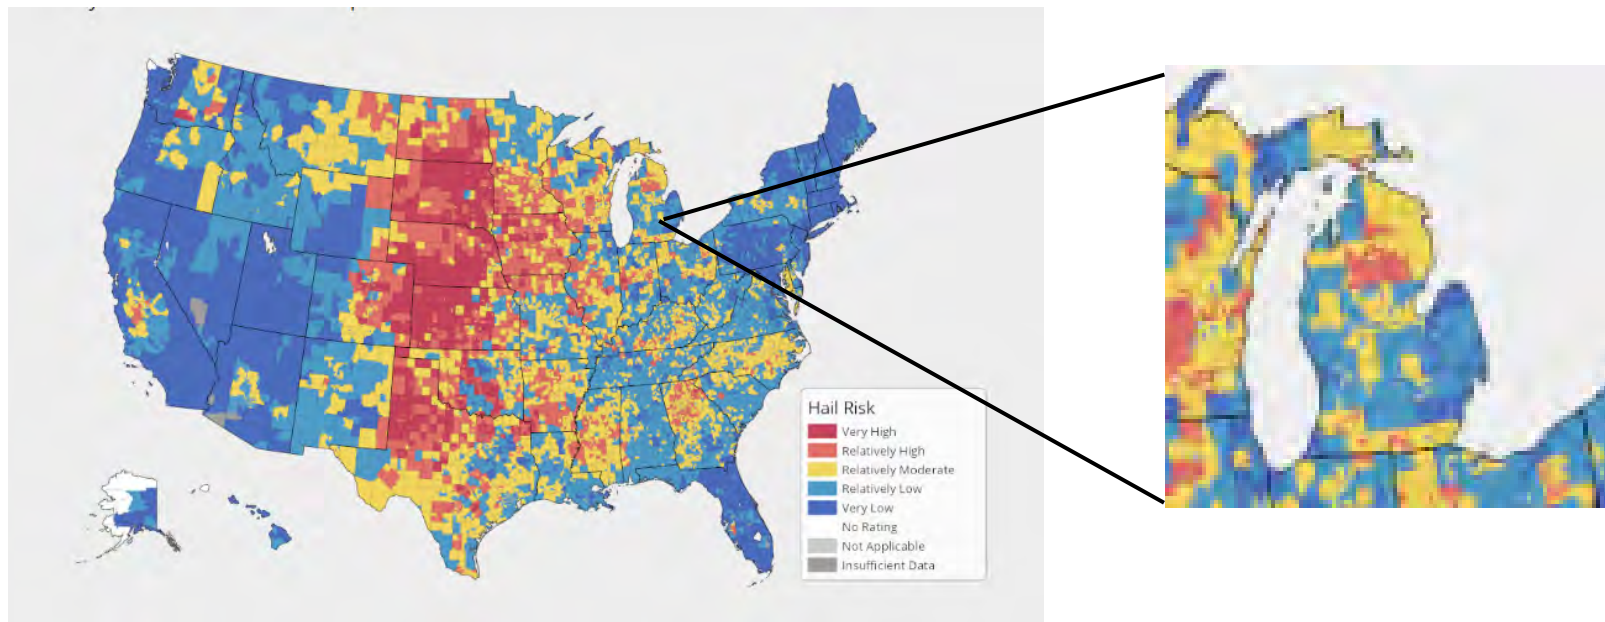 Hail Risk
Very High
Relatively High
Relatively Moderate
Relatively Low
Very Low
No Rating
Not Applicable
Insufficient Data